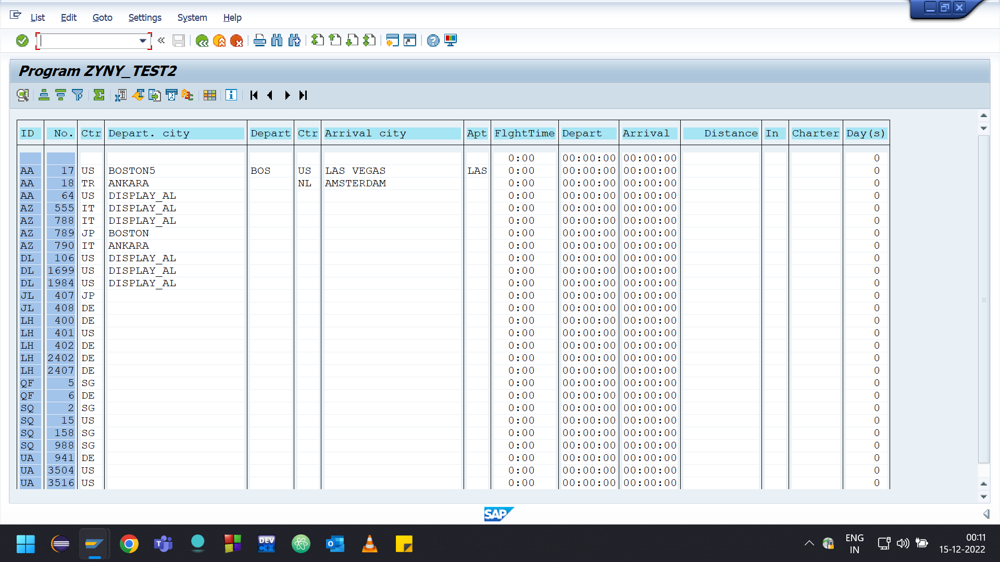 List Edit Goto Settings System Help
Program ZYNY_TEST2
ID No. Ctr Depart. city Depart Ctr Arrival city Apt FlghtTime Depart Arrival Distance In Charter Day(s)
0:00 00:00:00 00:00:00 0
AA 17 US BOSTON5 BOS US LAS VEGAS LAS 0:00 00:00:00 00:00:00 0
AA 18 TR ANKARA NL AMSTERDAM 0:00 00:00:00 00:00:00 0
AA 64 US DISPLAY_AL 0:00 00:00:00 00:00:00 0
AZ 555 IT DISPLAY_AL 0:00 00:00:00 00:00:00 0
AZ 788 IT DISPLAY_AL 0:00 00:00:00 00:00:00 0
AZ 789 JP BOSTON 0:00 00:00:00 00:00:00 0
AZ 790 IT ANKARA 0:00 00:00:00 00:00:00 0
DL 106 US DISPLAY_AL 0:00 00:00:00 00:00:00 0
DL 1699 US DISPLAY_AL 0:00 00:00:00 00:00:00 0
DL 1984 US DISPLAY_AL 0:00 00:00:00 00:00:00 0
JL 407 JP 0:00 00:00:00 00:00:00 0
JL 408 DE 0:00 00:00:00 00:00:00 0
LH 400 DE 0:00 00:00:00 00:00:00 0
LH 401 US 0:00 00:00:00 00:00:00 0
LH 402 DE 0:00 00:00:00 00:00:00 0
LH 2402 DE 0:00 00:00:00 00:00:00 0
LH 2407 DE 0:00 00:00:00 00:00:00 0
QF 5 SG 0:00 00:00:00 00:00:00 0
QF 6 DE 0:00 00:00:00 00:00:00 0
SQ 2 SG 0:00 00:00:00 00:00:00 0
SQ 15 US 0:00 00:00:00 00:00:00 0
SQ 158 SG 0:00 00:00:00 00:00:00 0
SQ 988 SG 0:00 00:00:00 00:00:00 0
UA 941 DE 0:00 00:00:00 00:00:00 0
UA 3504 US 0:00 00:00:00 00:00:00 0
UA 3516 US 0:00 00:00:00 00:00:00 0
SAP
DEV C++
ENG
IN
00:11
15-12-2022